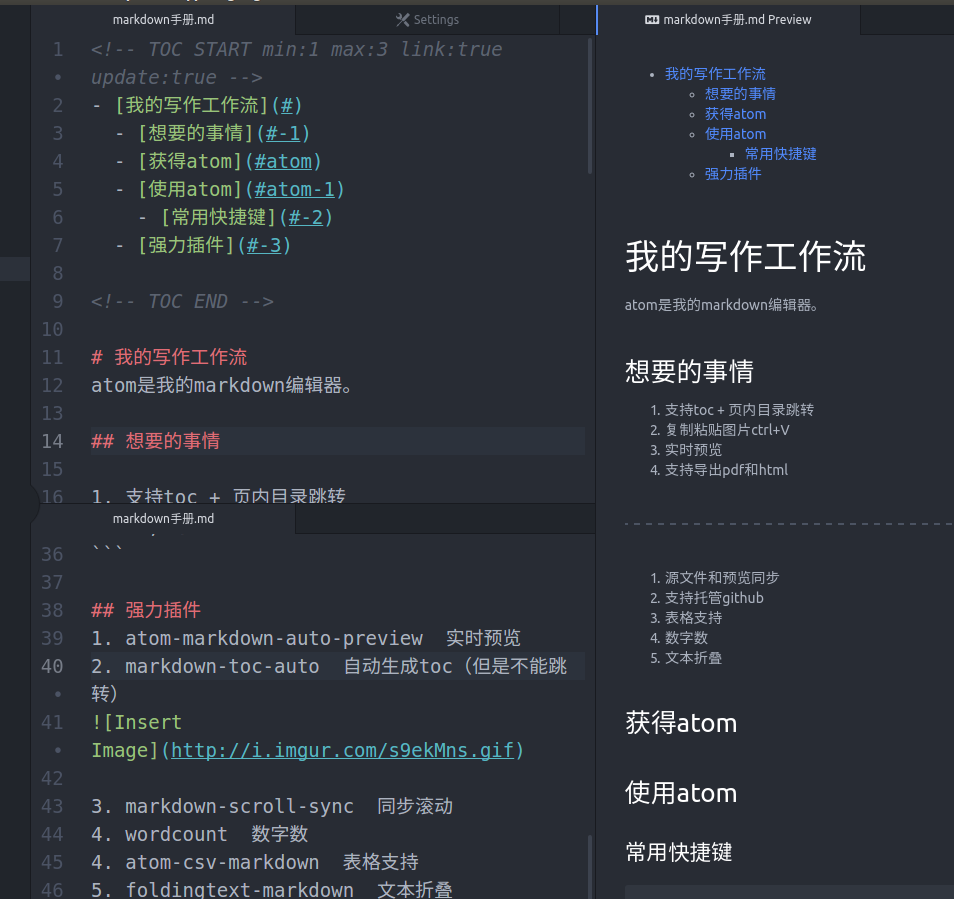 markdown手册.md
Settings
markdown手册.md Preview
1 <!-- TOC START min:1 max:3 link:true
• update:true -->
2 - [我的写作工作流](#)
3 - [想要的事情](#-1)
4 - [获得atom](#atom)
5 - [使用atom](#atom-1)
6 - [常用快捷键](#-2)
7 - [强力插件](#-3)
8
9 <!-- TOC END -->
10
11 # 我的写作工作流
12 atom是我的markdown编辑器。
13
14 ## 想要的事情
15
16 1. 支持toc + 页内目录跳转
markdown手册.md
36 ```
37
38 ## 强力插件
39 1. atom-markdown-auto-preview 实时预览
40 2. markdown-toc-auto 自动生成toc（但是不能跳
• 转）
41 ![Insert
• Image](http://i.imgur.com/s9ekMns.gif)
42
43 3. markdown-scroll-sync 同步滚动
44 4. wordcount 数字数
45 4. atom-csv-markdown 表格支持
46 5. foldingtext-markdown 文本折叠
• 我的写作工作流
◦ 想要的事情
◦ 获得atom
◦ 使用atom
▪ 常用快捷键
◦ 强力插件
我的写作工作流
atom是我的markdown编辑器。
想要的事情
1. 支持toc + 页内目录跳转
2. 复制粘贴图片ctrl+V
3. 实时预览
4. 支持导出pdf和html
1. 源文件和预览同步
2. 支持托管github
3. 表格支持
4. 数字数
5. 文本折叠
获得atom
使用atom
常用快捷键